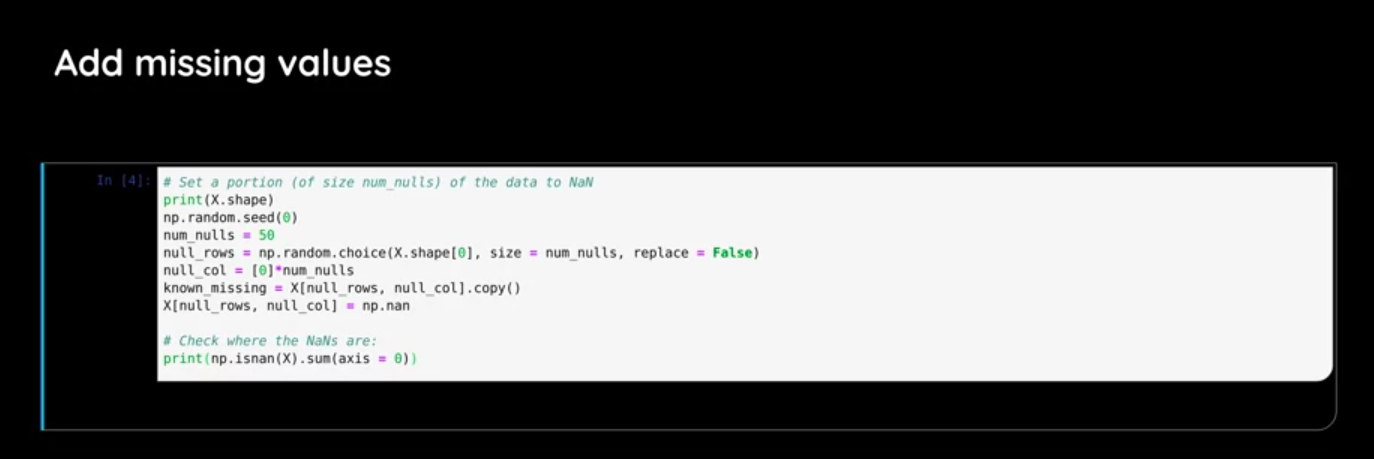 Add missing values
In [4]:
# Set a portion (of size num_nulls) of the data to NaN
print(X.shape)
np.random.seed(0)
num_nulls = 50
null_rows = np.random.choice(X.shape[0], size = num_nulls, replace = False)
null_col = [0]*num_nulls
known_missing = X[null_rows, null_col].copy()
X[null_rows, null_col] = np.nan
# Check where the NaNs are:
print(np.isnan(X).sum(axis = 0))